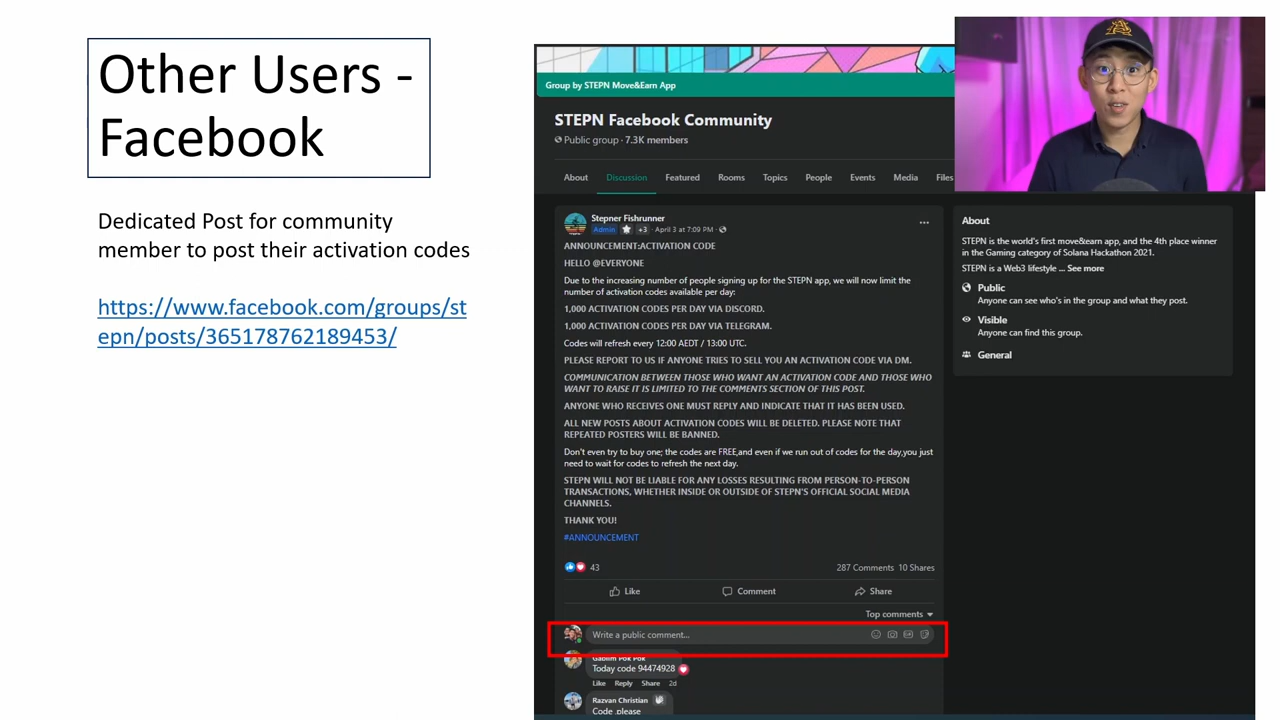 Other Users -
Facebook
Dedicated Post for community
member to post their activation codes
https://www.facebook.com/groups/st
epn/posts/365178762189453/
Group by STEPN Move&Earn App
STEPN Facebook Community
Public group · 7.3K members
About Discussion Featured Rooms Topics People Events Media Files
Stepner Fishrunner
Admin +3 · April 3 at 7:09 PM ·
ANNOUNCEMENT:ACTIVATION CODE
HELLO @EVERYONE
Due to the increasing number of people signing up for the STEPN app, we will now limit the
number of activation codes available per day:
1,000 ACTIVATION CODES PER DAY VIA DISCORD.
1,000 ACTIVATION CODES PER DAY VIA TELEGRAM.
Codes will refresh every 12:00 AEDT / 13:00 UTC.
PLEASE REPORT TO US IF ANYONE TRIES TO SELL YOU AN ACTIVATION CODE VIA DM.
COMMUNICATION BETWEEN THOSE WHO WANT AN ACTIVATION CODE AND THOSE WHO
WANT TO RAISE IT IS LIMITED TO THE COMMENTS SECTION OF THIS POST.
ANYONE WHO RECEIVES ONE MUST REPLY AND INDICATE THAT IT HAS BEEN USED.
ALL NEW POSTS ABOUT ACTIVATION CODES WILL BE DELETED. PLEASE NOTE THAT
REPEATED POSTERS WILL BE BANNED.
Don't even try to buy one; the codes are FREE,and even if we run out of codes for the day,you just
need to wait for codes to refresh the next day.
STEPN WILL NOT BE LIABLE FOR ANY LOSSES RESULTING FROM PERSON-TO-PERSON
TRANSACTIONS, WHETHER INSIDE OR OUTSIDE OF STEPN'S OFFICIAL SOCIAL MEDIA
CHANNELS.
THANK YOU!
#ANNOUNCEMENT
43 287 Comments 10 Shares
Like Comment Share
Top comments
Write a public comment...
Gablim Pok Pok
Today code 94474928
Like Reply Share 2d
Razvan Christian
Code .please
About
STEPN is the world's first move&earn app, and the 4th place winner
in the Gaming category of Solana Hackathon 2021.
STEPN is a Web3 lifestyle ... See more
Public
Anyone can see who's in the group and what they post.
Visible
Anyone can find this group.
General